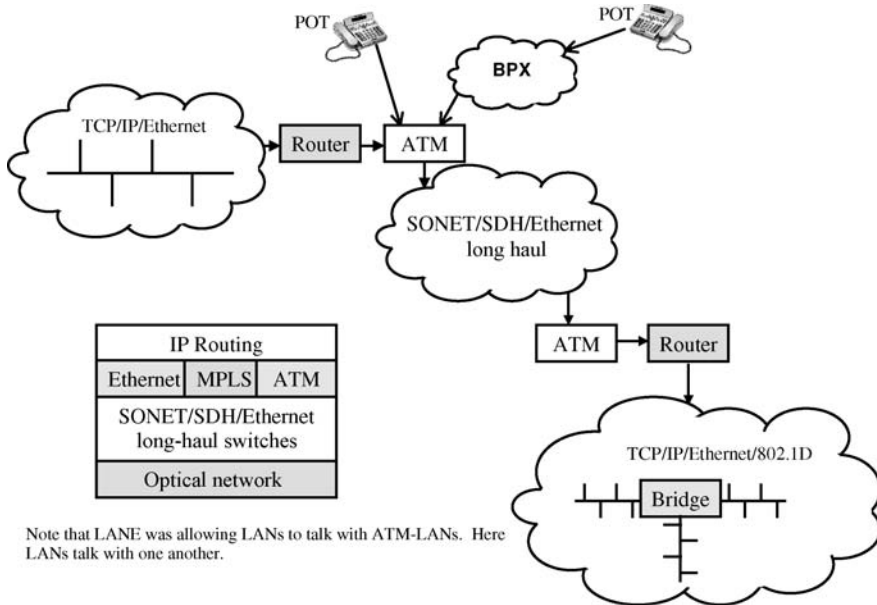 POT
POT
BPX
TCP/IP/Ethernet
Router
ATM
SONET/SDH/Ethernet
long haul
ATM
Router
IP Routing
Ethernet MPLS ATM
SONET/SDH/Ethernet
long-haul switches
Optical network
TCP/IP/Ethernet/802.1D
Bridge
Note that LANE was allowing LANs to talk with ATM-LANs. Here
LANs talk with one another.